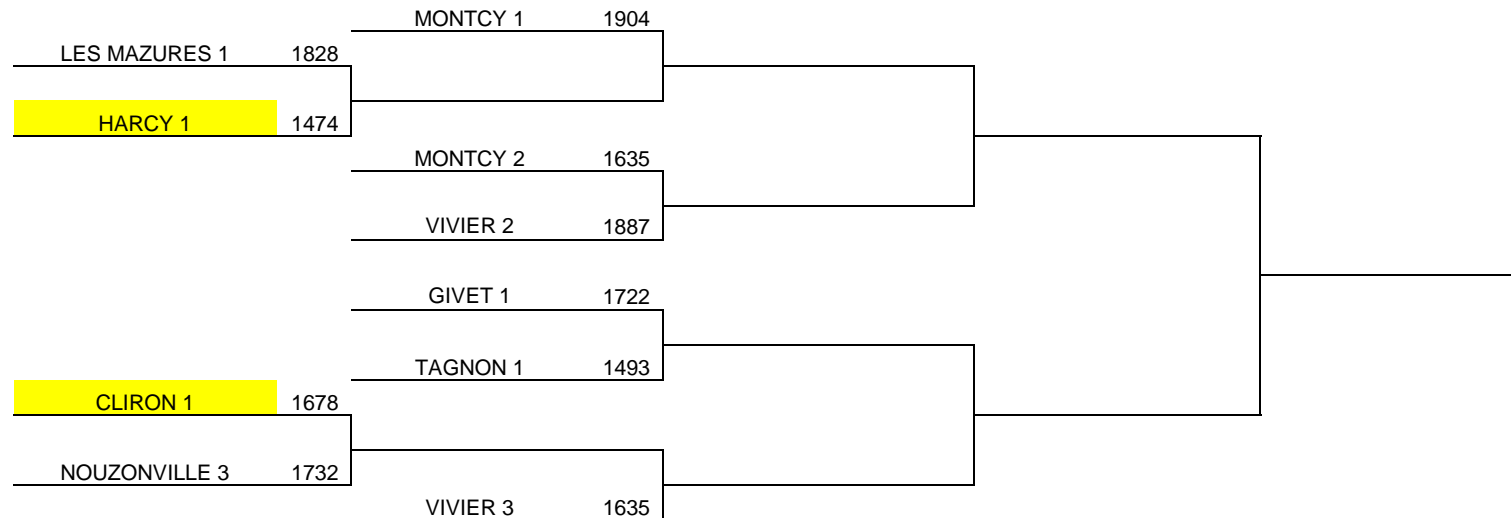 MONTCY 1 1904
LES MAZURES 1 1828
HARCY 1 1474
MONTCY 2 1635
VIVIER 2 1887
GIVET 1 1722
TAGNON 1 1493
CLIRON 1 1678
NOUZONVILLE 3 1732
VIVIER 3 1635